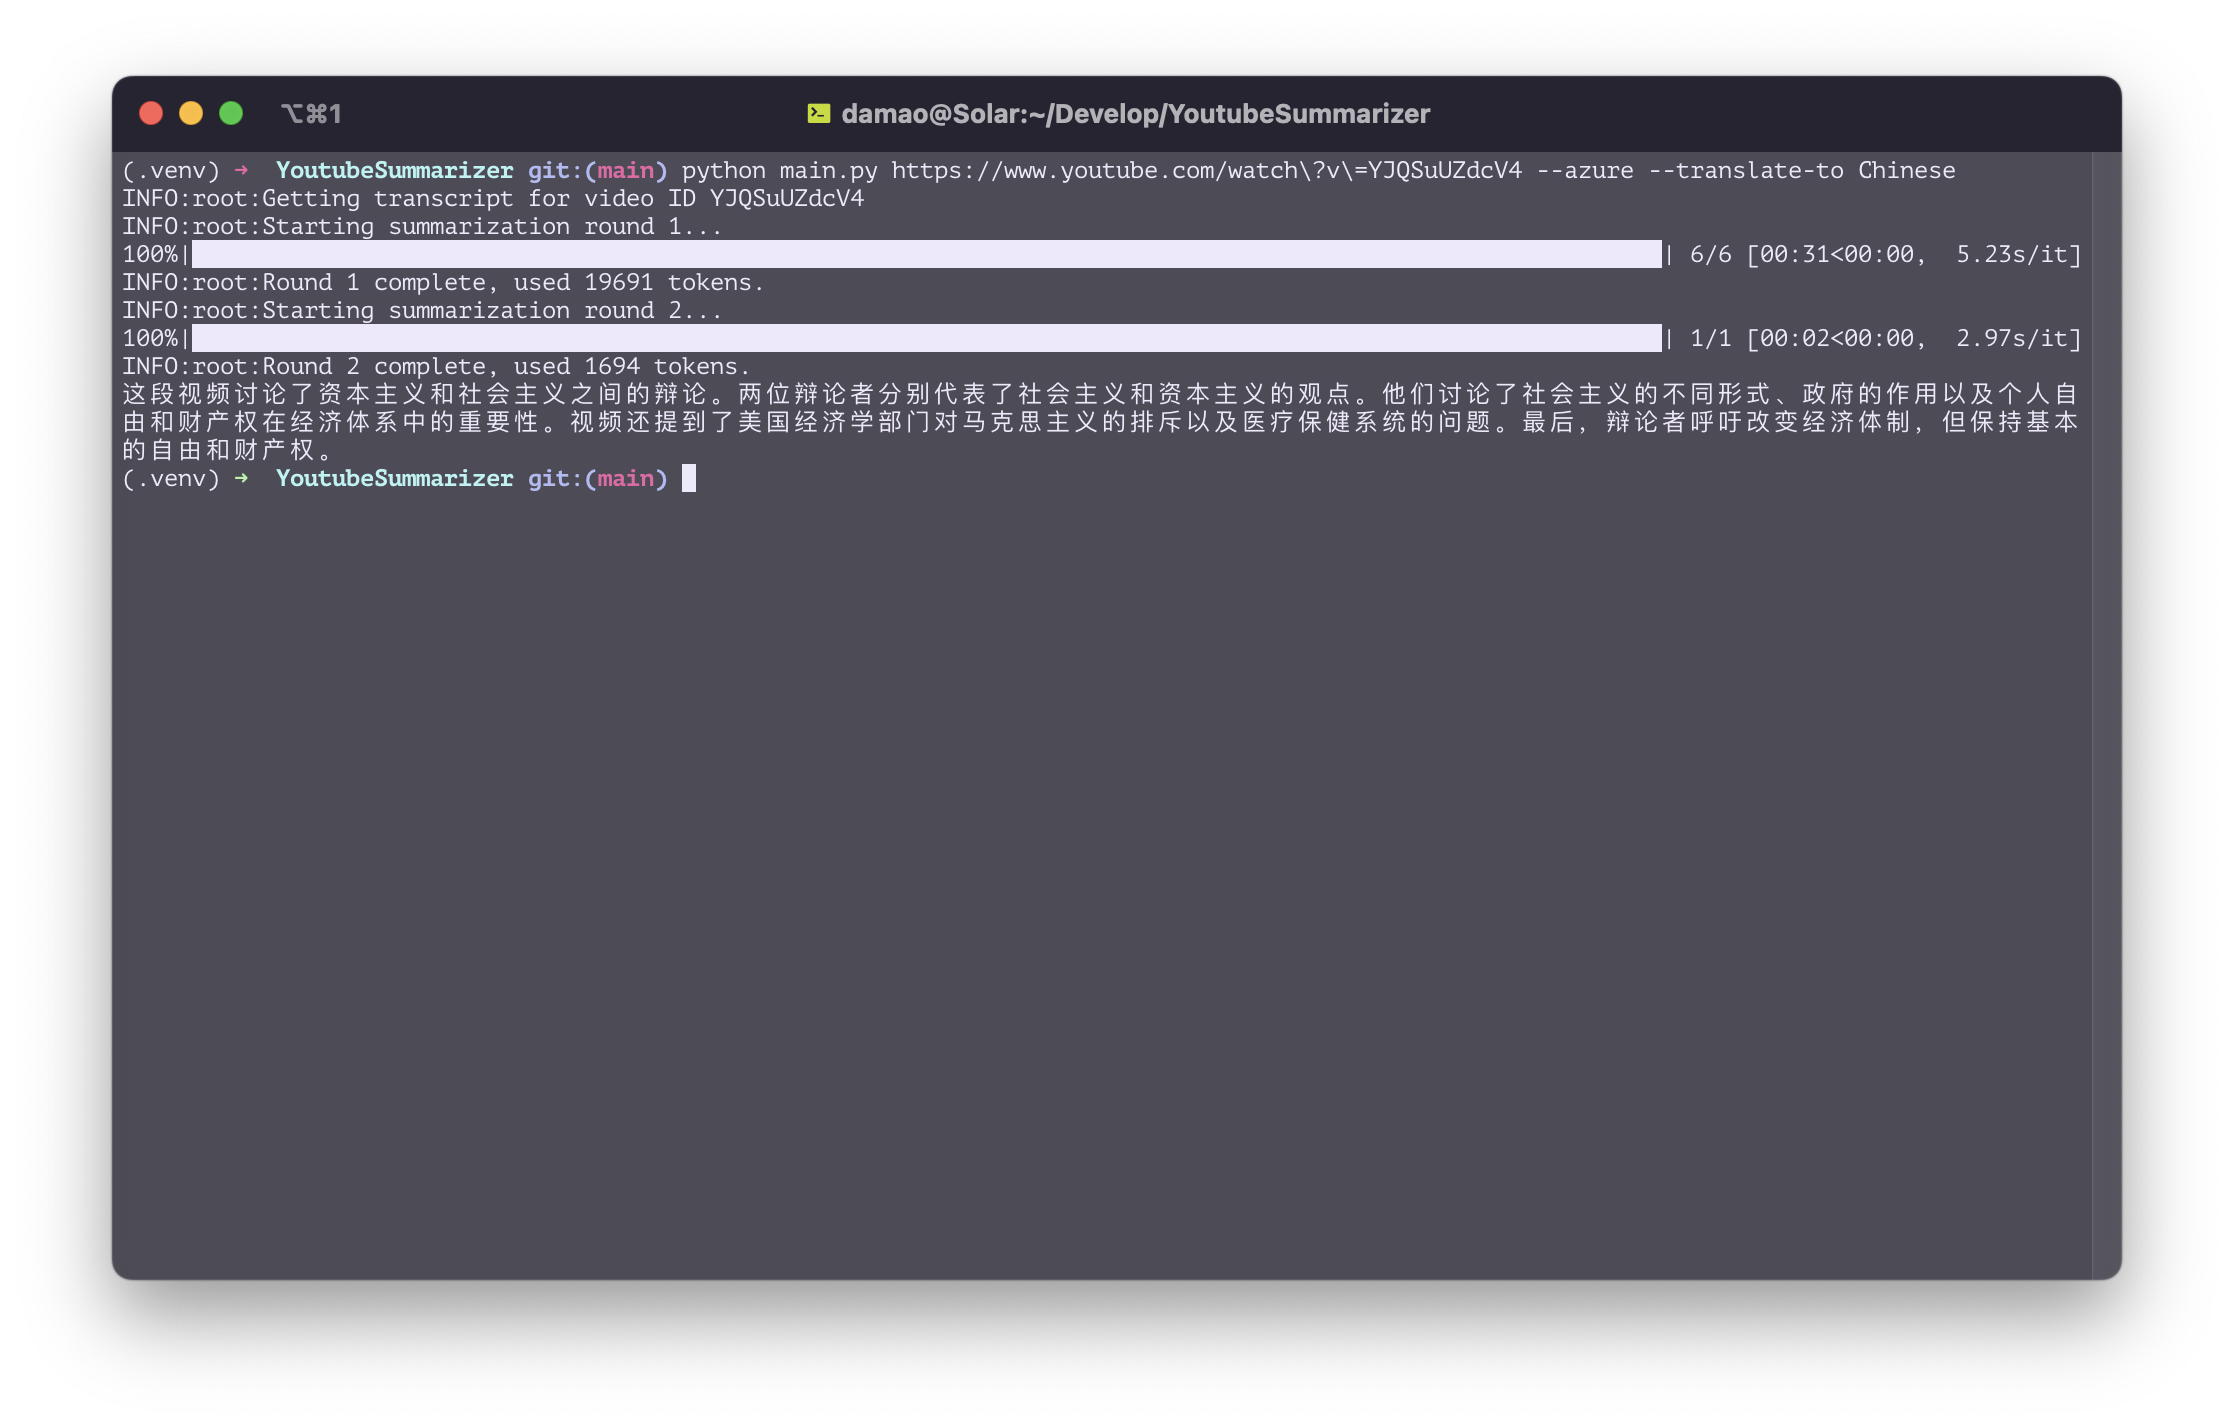 ⌥⌘1
damao@Solar:~/Develop/YoutubeSummarizer
(.venv) ➜  YoutubeSummarizer git:(main) python main.py https://www.youtube.com/watch\?v\=YJQSuUZdcV4 --azure --translate-to Chinese
INFO:root:Getting transcript for video ID YJQSuUZdcV4
INFO:root:Starting summarization round 1...
100%|██████████| 6/6 [00:31<00:00,  5.23s/it]
INFO:root:Round 1 complete, used 19691 tokens.
INFO:root:Starting summarization round 2...
100%|██████████| 1/1 [00:02<00:00,  2.97s/it]
INFO:root:Round 2 complete, used 1694 tokens.
这段视频讨论了资本主义和社会主义之间的辩论。两位辩论者分别代表了社会主义和资本主义的观点。他们讨论了社会主义的不同形式、政府的作用以及个人自
由和财产权在经济体系中的重要性。视频还提到了美国经济学部门对马克思主义的排斥以及医疗保健系统的问题。最后，辩论者呼吁改变经济体制，但保持基本
的自由和财产权。
(.venv) ➜  YoutubeSummarizer git:(main)